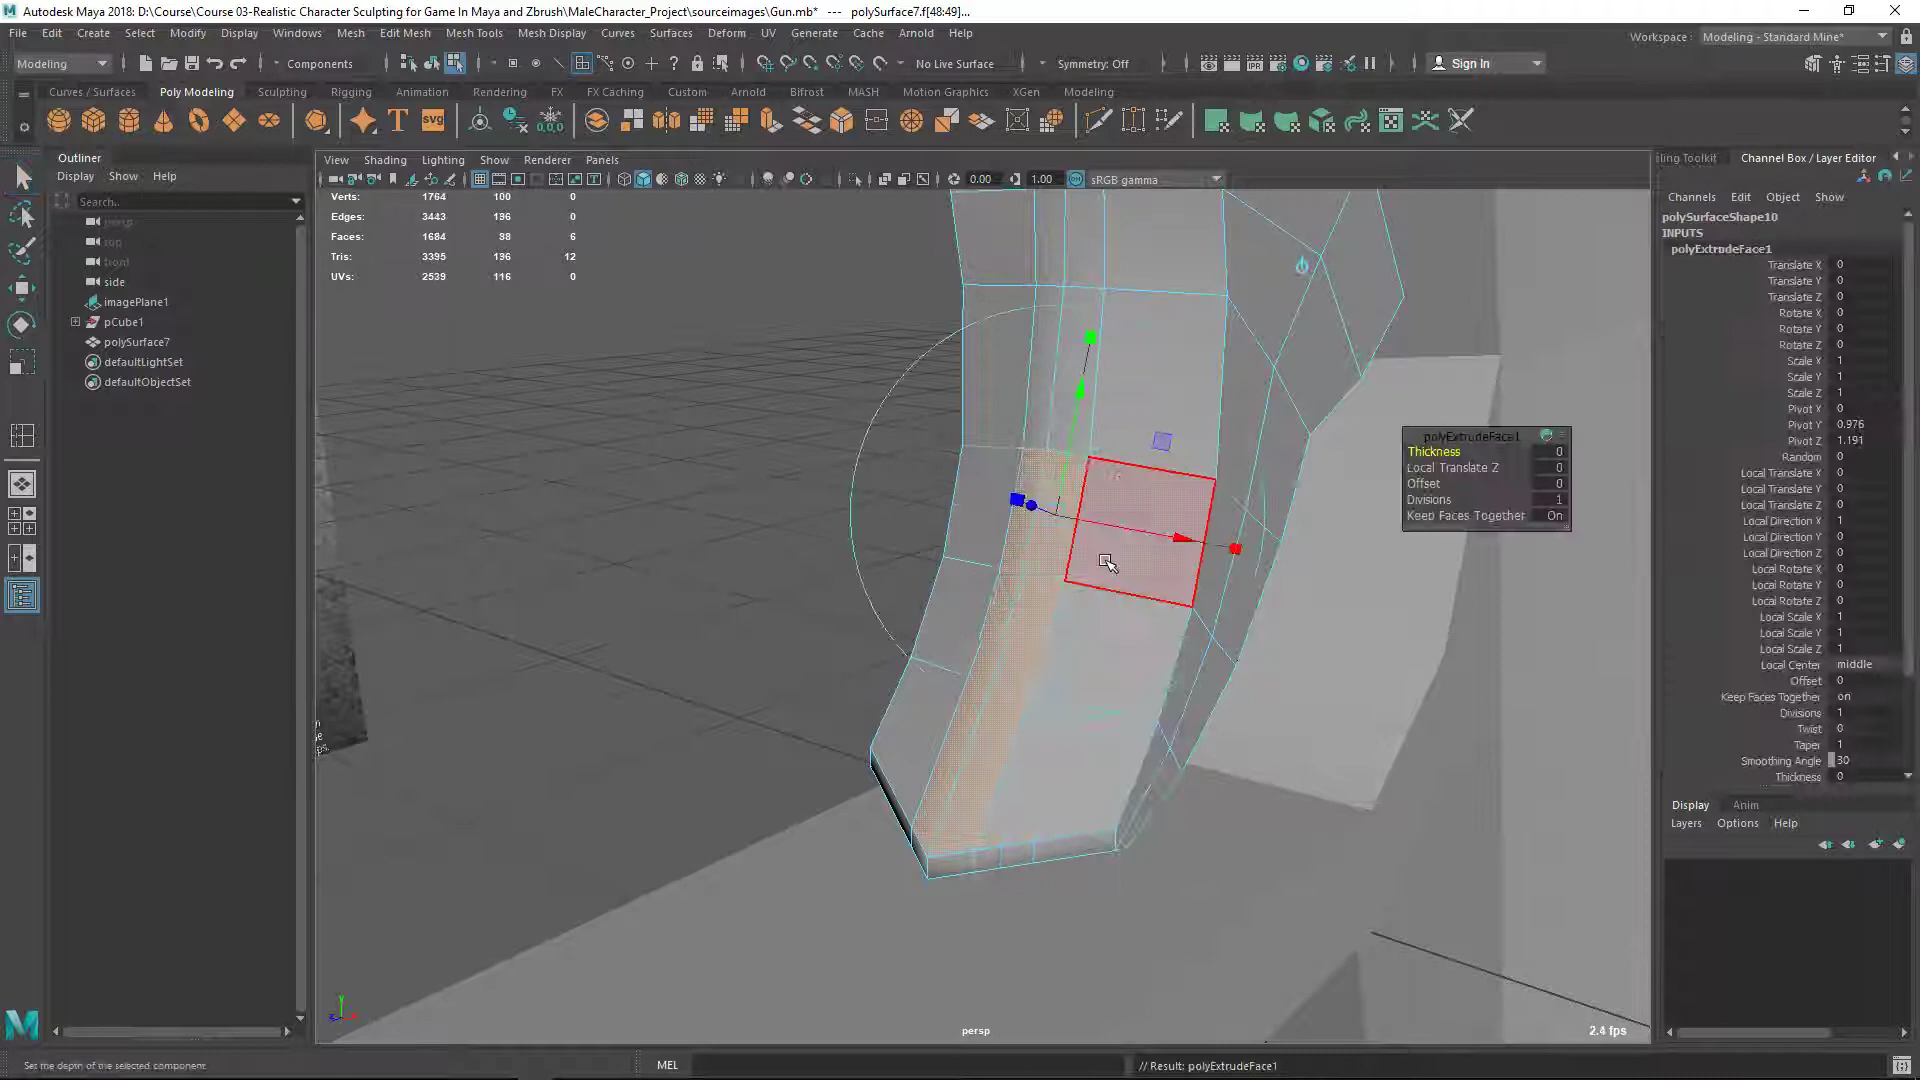 Autodesk Maya 2018: D:\Course\Course 03-Realistic Character Sculpting for Game In Maya and Zbrush\MaleCharacter_Project\sourceimages\Gun.mb* --- polySurface7.f[48:49]...
File Edit Create Select Modify Display Windows Mesh Edit Mesh Mesh Tools Mesh Display Curves Surfaces Deform UV Generate Cache Arnold Help
Workspace: Modeling - Standard Mine*
Modeling Components No Live Surface Symmetry: Off Sign In
Curves / Surfaces Poly Modeling Sculpting Rigging Animation Rendering FX FX Caching Custom Arnold Bifrost MASH Motion Graphics XGen Modeling
T svg 0,0,0
Outliner
Display Show Help
Search..
persp
top
front
side
imagePlane1
pCube1
polySurface7
defaultLightSet
defaultObjectSet
View Shading Lighting Show Renderer Panels
0.00 1.00 sRGB gamma
Verts: 1764 100 0
Edges: 3443 196 0
Faces: 1684 98 6
Tris: 3395 196 12
UVs: 2539 116 0
polyExtrudeFace1
Thickness 0
Local Translate Z 0
Offset 0
Divisions 1
Keep Faces Together On
persp
2.4 fps
ling Toolkit Channel Box / Layer Editor
Channels Edit Object Show
polySurfaceShape10
INPUTS
polyExtrudeFace1
Translate X 0
Translate Y 0
Translate Z 0
Rotate X 0
Rotate Y 0
Rotate Z 0
Scale X 1
Scale Y 1
Scale Z 1
Pivot X 0
Pivot Y 0.976
Pivot Z 1.191
Random 0
Local Translate X 0
Local Translate Y 0
Local Translate Z 0
Local Direction X 1
Local Direction Y 0
Local Direction Z 0
Local Rotate X 0
Local Rotate Y 0
Local Rotate Z 0
Local Scale X 1
Local Scale Y 1
Local Scale Z 1
Local Center middle
Offset 0
Keep Faces Together on
Divisions 1
Twist 0
Taper 1
Smoothing Angle 30
Thickness 0
Display Anim
Layers Options Help
Set the depth of the selected component.
MEL
// Result: polyExtrudeFace1